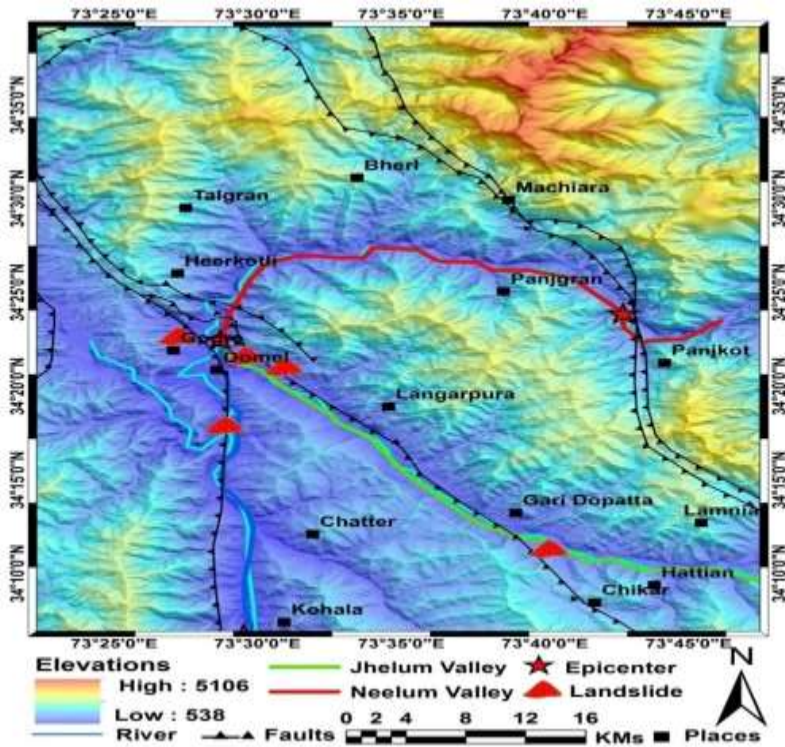 73°25'0"E 73°30'0"E 73°35'0"E 73°40'0"E 73°45'0"E
34°35'0"N
34°35'0"N
Bheri
34°30'0"N
Machiara
34°30'0"N
Talgran
Heerkotli
34°25'0"N
Panjgran
34°25'0"N
Panjkot
34°20'0"N
Domel
34°20'0"N
Langarpura
34°15'0"N
Gari Dopatta
Lamnia
34°15'0"N
Chatter
34°10'0"N
Hattian
34°10'0"N
Chikar
Kohala
73°25'0"E 73°30'0"E 73°35'0"E 73°40'0"E 73°45'0"E
Elevations
High : 5106
Low : 538
River
Faults
Jhelum Valley
Neelum Valley
Epicenter
Landslide
N
0 2 4 8 12 16
KMs
Places